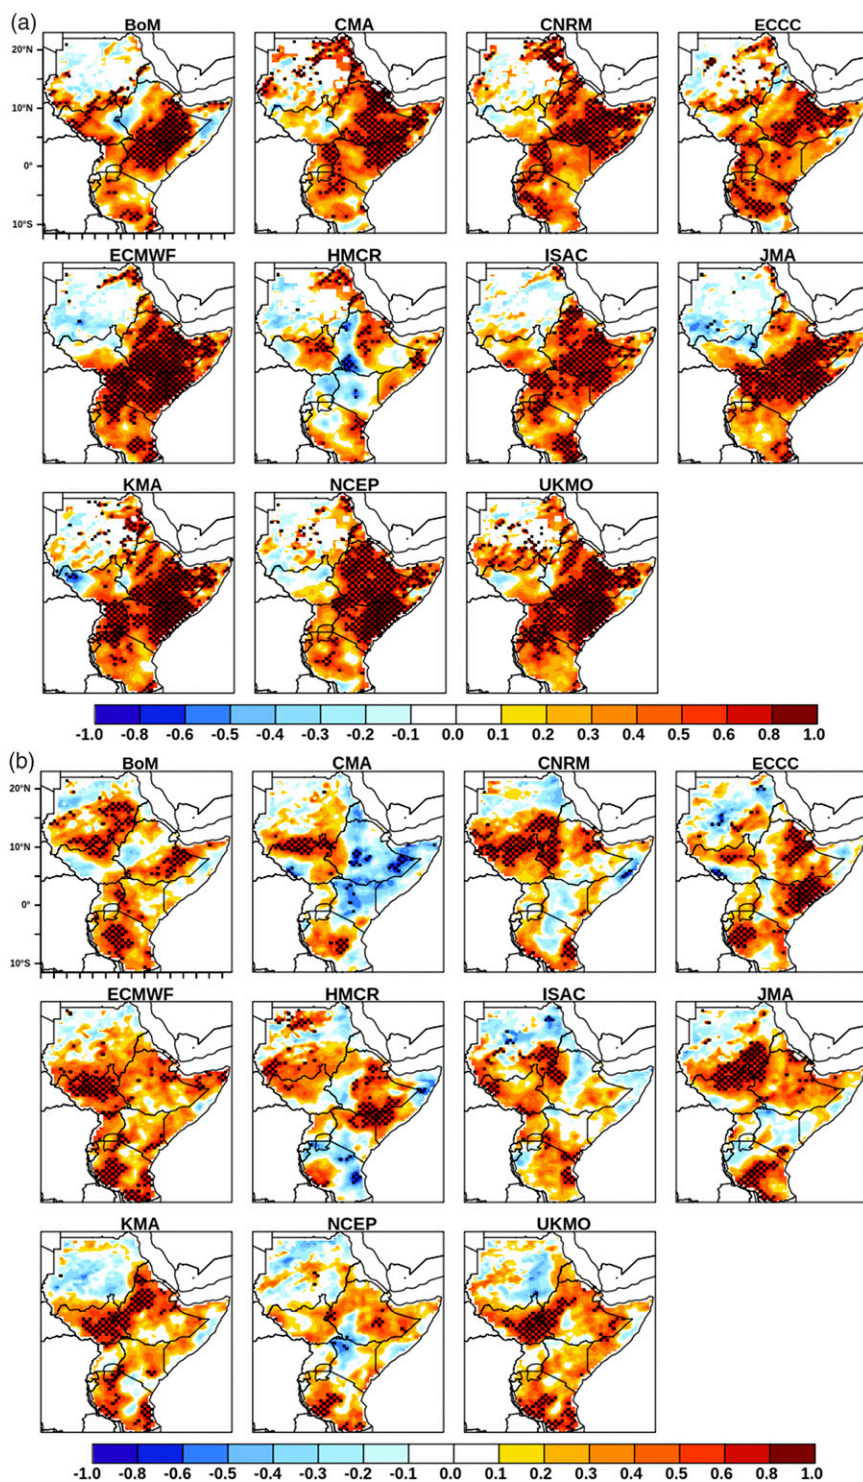 (a)
BoM CMA CNRM ECCC
20°N
10°N
0°
10°S
ECMWF HMCR ISAC JMA
KMA NCEP UKMO
-1.0 -0.6 -0.5 -0.4 -0.3 -0.2 -0.1 0.0 0.1 0.2 0.3 0.4 0.5 0.6 0.8 1.0
(b)
BoM CMA CNRM ECCC
20°N
10°N
0°
10°S
ECMWF HMCR ISAC JMA
KMA NCEP UKMO
-1.0 -0.6 -0.5 -0.4 -0.3 -0.2 -0.1 0.0 0.1 0.2 0.3 0.4 0.5 0.6 0.8 1.0